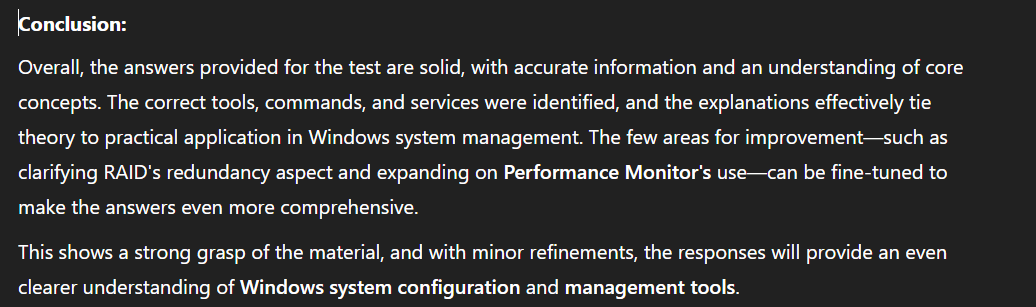 Conclusion:
Overall, the answers provided for the test are solid, with accurate information and an understanding of core
concepts. The correct tools, commands, and services were identified, and the explanations effectively tie
theory to practical application in Windows system management. The few areas for improvement—such as
clarifying RAID's redundancy aspect and expanding on Performance Monitor's use—can be fine-tuned to
make the answers even more comprehensive.
This shows a strong grasp of the material, and with minor refinements, the responses will provide an even
clearer understanding of Windows system configuration and management tools.